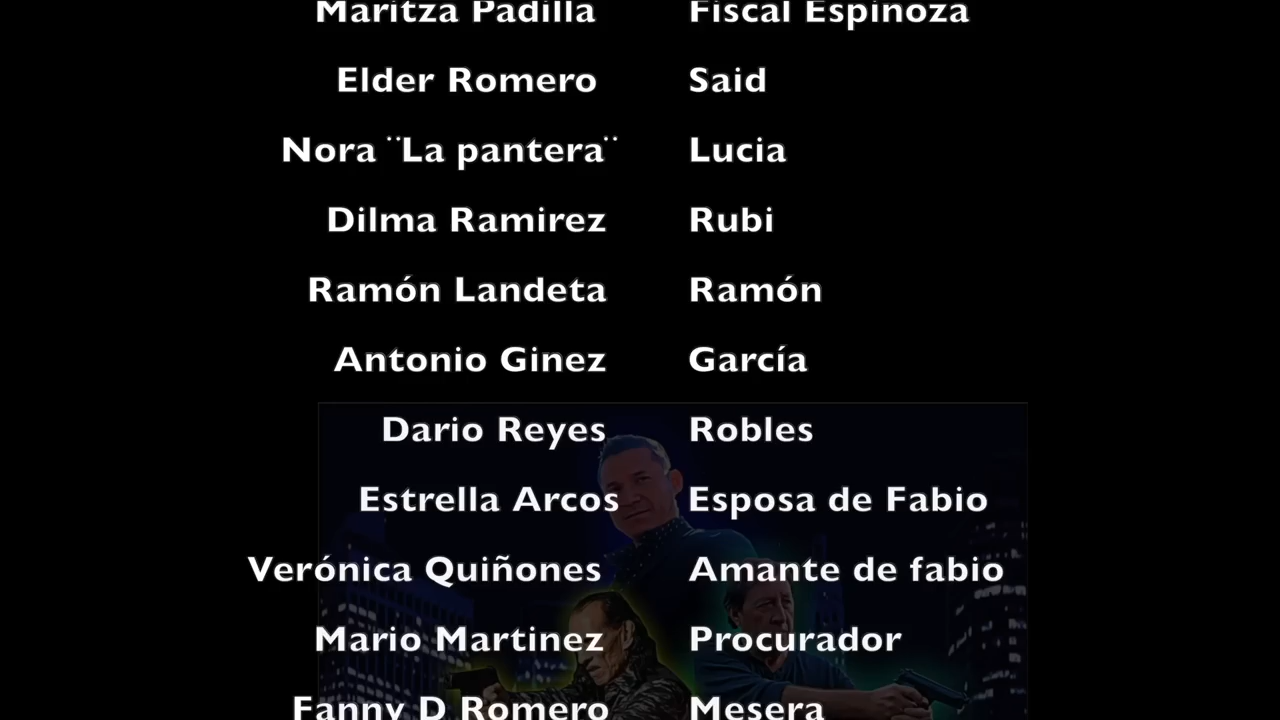 Maritza Padilla Fiscal Espinoza
Elder Romero Said
Nora ¨La pantera¨ Lucia
Dilma Ramirez Rubi
Ramón Landeta Ramón
Antonio Ginez García
Dario Reyes Robles
Estrella Arcos Esposa de Fabio
Verónica Quiñones Amante de fabio
Mario Martinez Procurador
Fanny D Romero Mesera